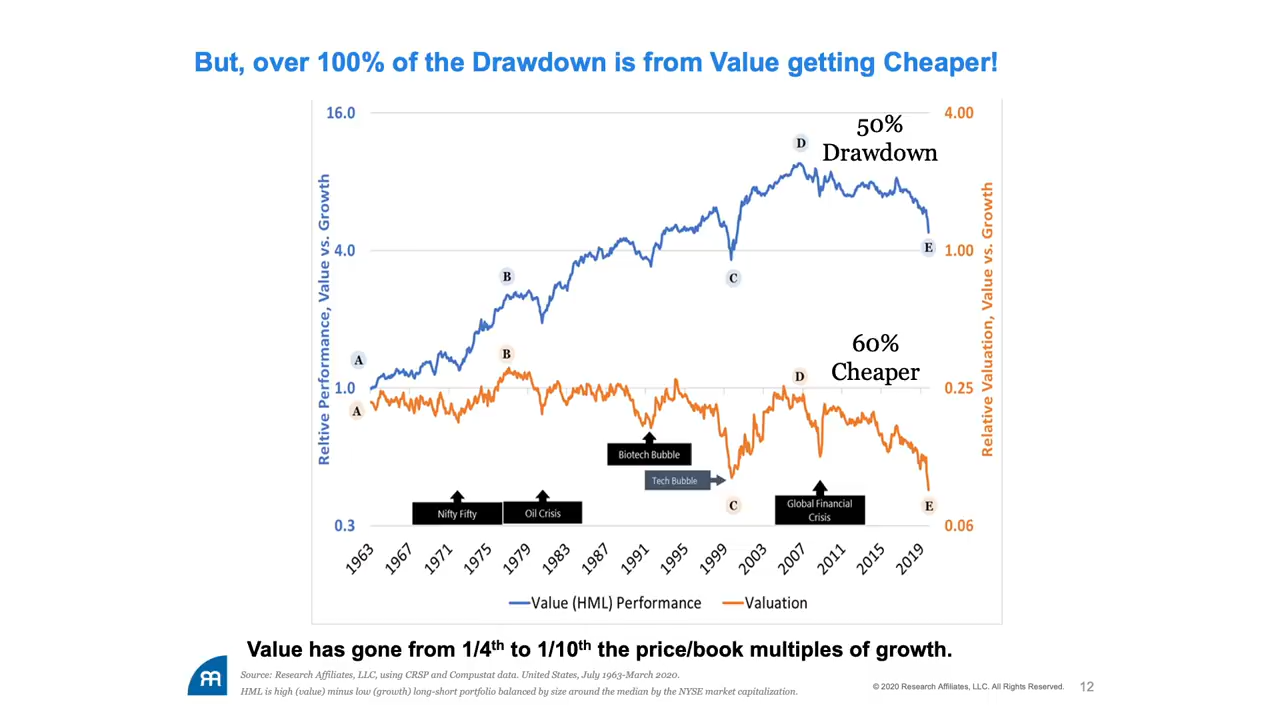 But, over 100% of the Drawdown is from Value getting Cheaper!
16.0
4.00
50%
Drawdown
D
Reltive Performance, Value vs. Growth
Relative Valuation, Value vs. Growth
4.0
1.00
E
B
C
60%
Cheaper
A
B
D
1.0
0.25
A
Biotech Bubble
Tech Bubble
C
E
Nifty Fifty
Oil Crisis
Global Financial
Crisis
0.3
0.06
1963
1967
1971
1975
1979
1983
1987
1991
1995
1999
2003
2007
2011
2015
2019
Value (HML) Performance
Valuation
Value has gone from 1/4th to 1/10th the price/book multiples of growth.
Source: Research Affiliates, LLC, using CRSP and Compustat data. United States, July 1963-March 2020.
HML is high (value) minus low (growth) long-short portfolio balanced by size around the median by the NYSE market capitalization.
© 2020 Research Affiliates, LLC. All Rights Reserved.
12